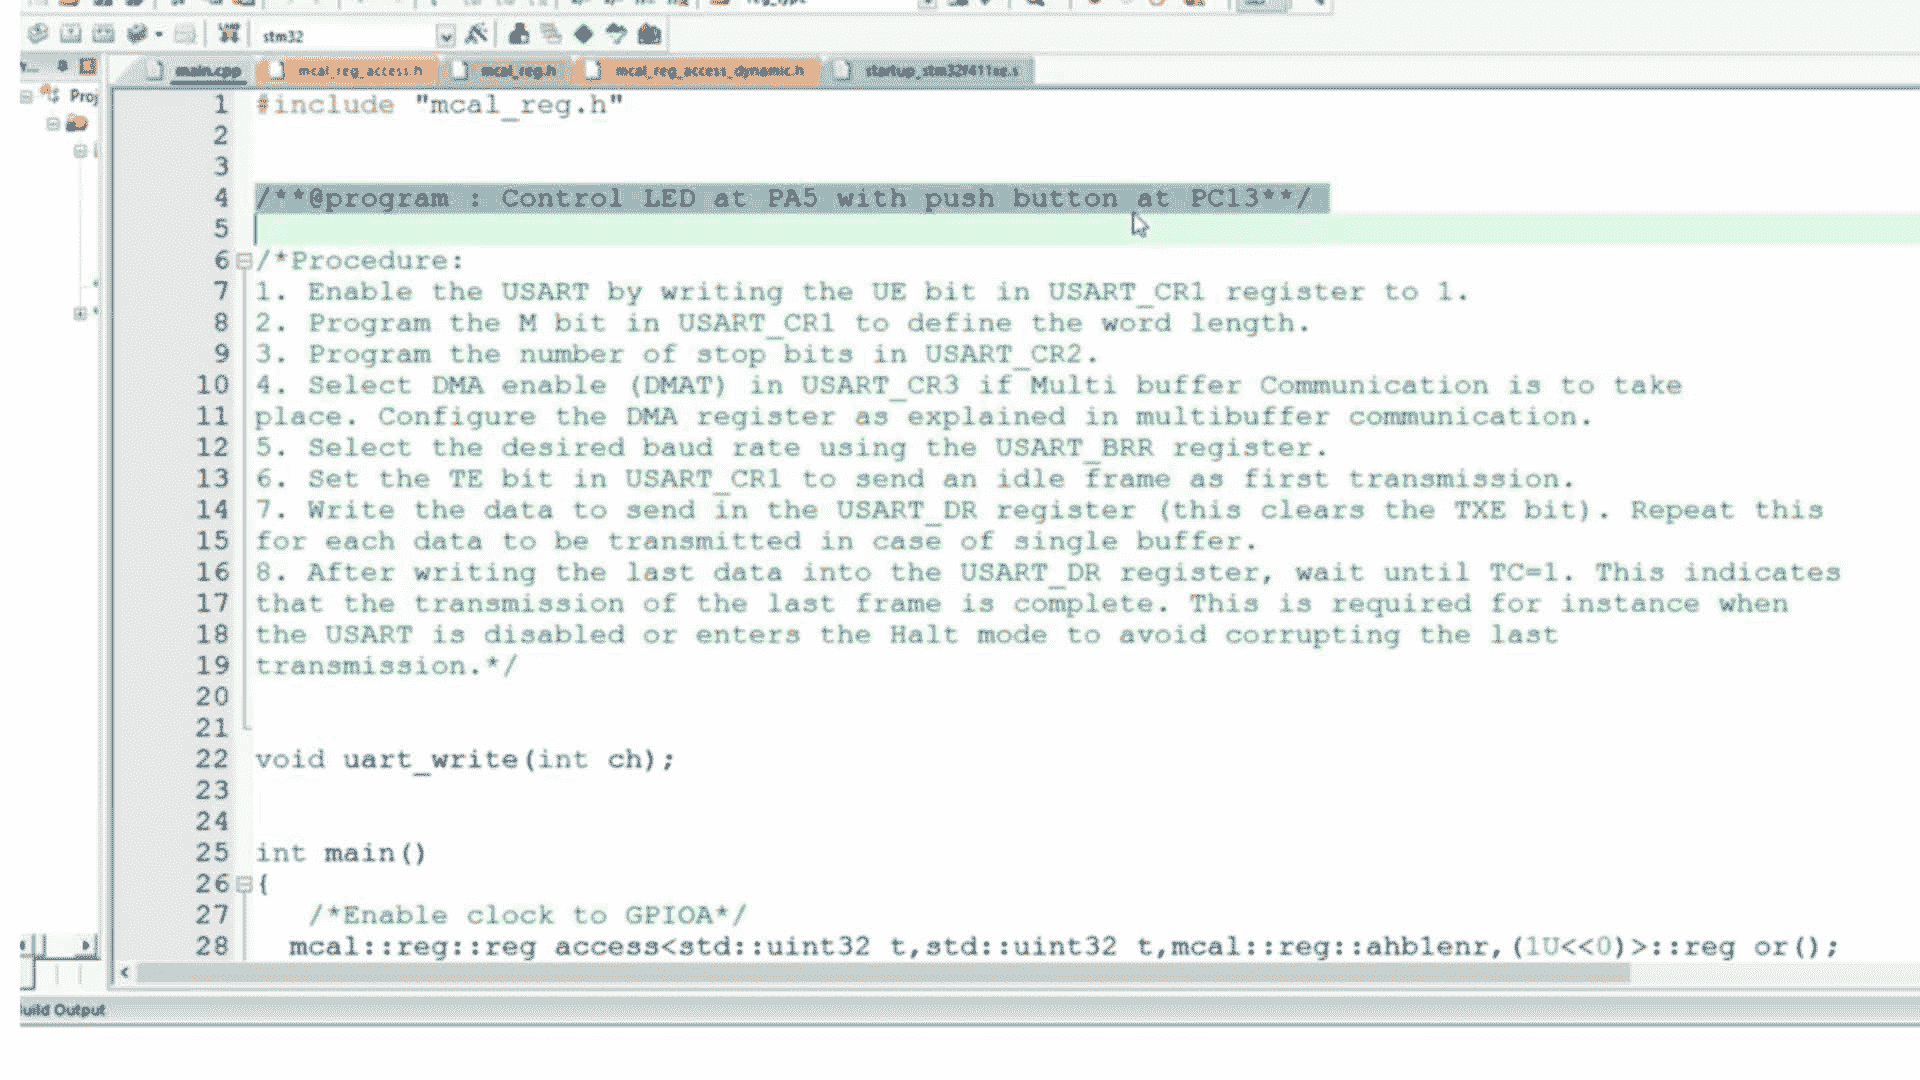 stm32
Proj
main.cpp
mcal_reg_access.h
mcal_reg.h
mcal_reg_access_dynamic.h
startup_stm32f411xe.s
1 #include "mcal_reg.h"
2
3
4 /**@program : Control LED at PA5 with push button at PC13**/
5
6 /*Procedure:
7 1. Enable the USART by writing the UE bit in USART_CR1 register to 1.
8 2. Program the M bit in USART_CR1 to define the word length.
9 3. Program the number of stop bits in USART_CR2.
10 4. Select DMA enable (DMAT) in USART_CR3 if Multi buffer Communication is to take
11 place. Configure the DMA register as explained in multibuffer communication.
12 5. Select the desired baud rate using the USART_BRR register.
13 6. Set the TE bit in USART_CR1 to send an idle frame as first transmission.
14 7. Write the data to send in the USART_DR register (this clears the TXE bit). Repeat this
15 for each data to be transmitted in case of single buffer.
16 8. After writing the last data into the USART_DR register, wait until TC=1. This indicates
17 that the transmission of the last frame is complete. This is required for instance when
18 the USART is disabled or enters the Halt mode to avoid corrupting the last
19 transmission.*/
20
21
22 void uart_write(int ch);
23
24
25 int main()
26 {
27 /*Enable clock to GPIOA*/
28 mcal::reg::reg access<std::uint32 t,std::uint32 t,mcal::reg::ahb1enr,(1U<<0)>::reg or();
uild Output